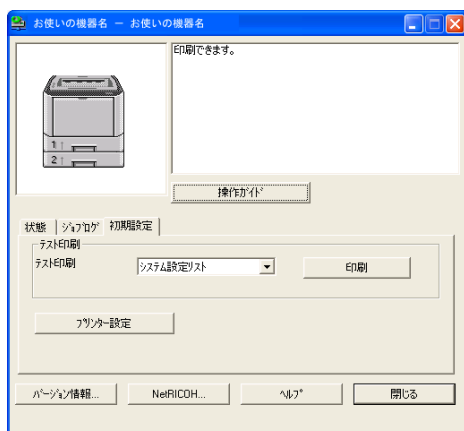 お使いの機器名 － お使いの機器名
印刷できます。
1
2
操作ｶﾞｲﾄﾞ
状態 ｼﾞｮﾌﾞﾛｸﾞ 初期設定
ﾃｽﾄ印刷
ﾃｽﾄ印刷 ｼｽﾃﾑ設定ﾘｽﾄ 印刷
ﾌﾟﾘﾝﾀｰ設定
ﾊﾞｰｼﾞｮﾝ情報... NetRICOH... ﾍﾙﾌﾟ 閉じる